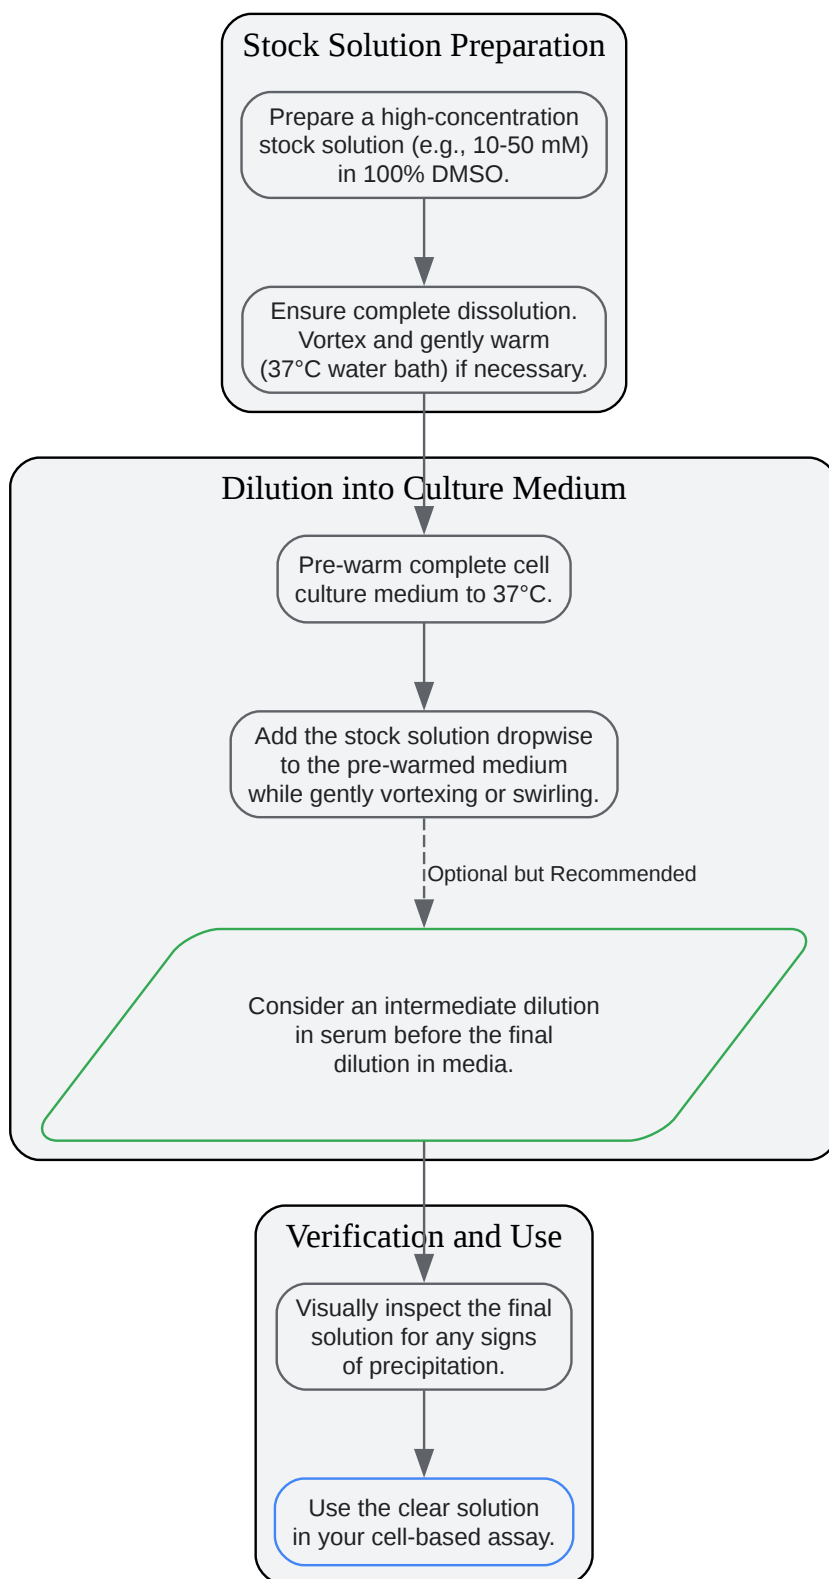 Stock Solution Preparation
Prepare a high-concentration
stock solution (e.g., 10-50 mM)
in 100% DMSO.
Ensure complete dissolution.
Vortex and gently warm
(37°C water bath) if necessary.
Dilution into Culture Medium
Pre-warm complete cell
culture medium to 37°C.
Add the stock solution dropwise
to the pre-warmed medium
while gently vortexing or swirling.
Optional but Recommended
Consider an intermediate dilution
in serum before the final
dilution in media.
Verification and Use
Visually inspect the final
solution for any signs
of precipitation.
Use the clear solution
in your cell-based assay.